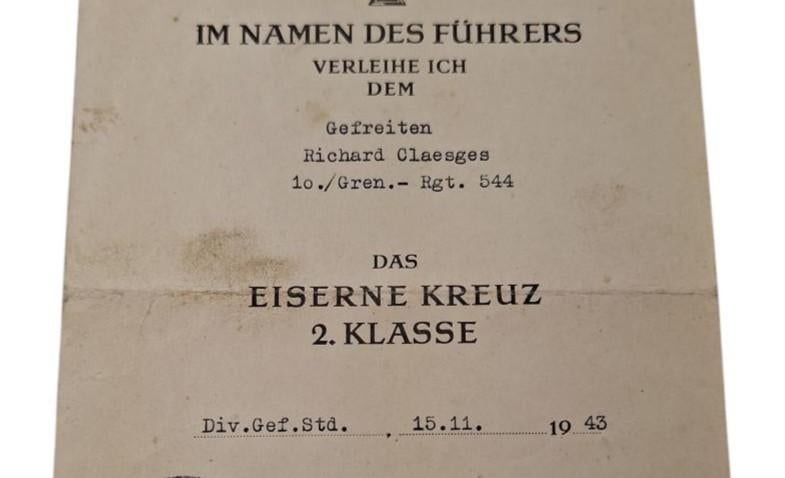 IM NAMEN DES FÜHRERS
VERLEIHE ICH
DEM
Gefreiten
Richard Claesges
1o./Gren.- Rgt. 544
DAS
EISERNE KREUZ
2. KLASSE
Div.Gef.Std. , 15.11. 19 43